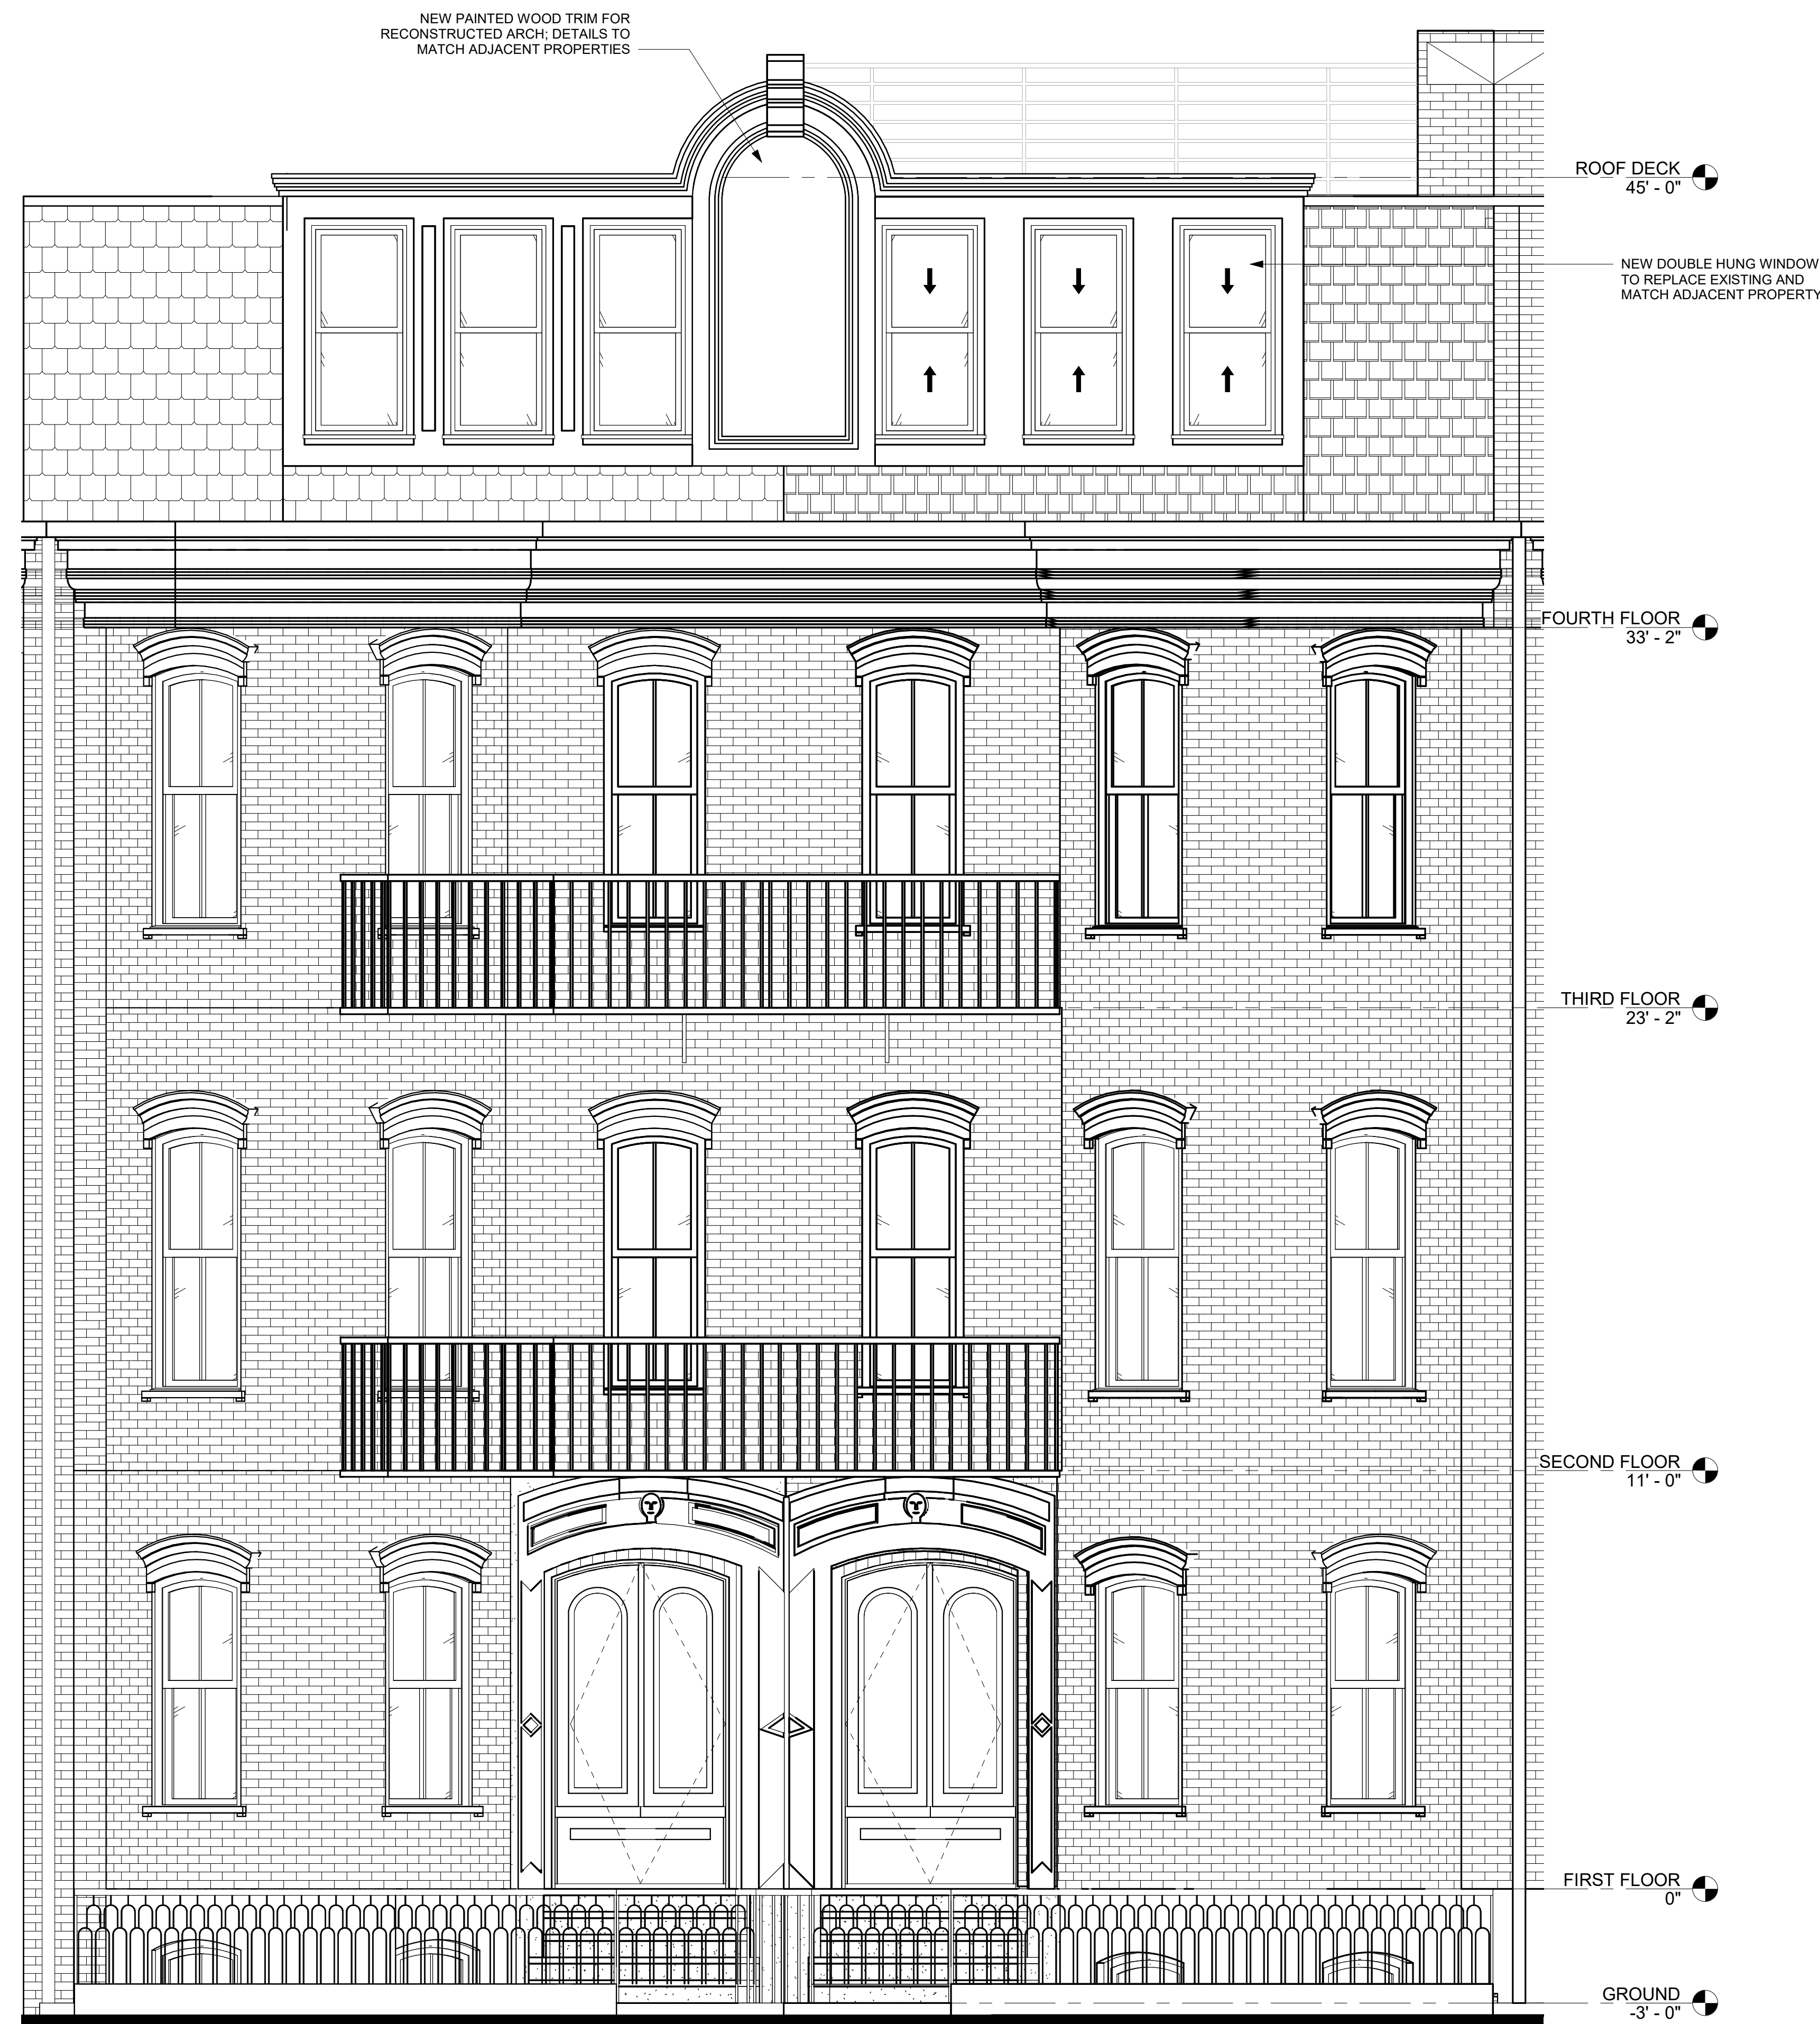 NEW PAINTED WOOD TRIM FOR
RECONSTRUCTED ARCH; DETAILS TO
MATCH ADJACENT PROPERTIES
ROOF DECK
45' - 0"
NEW DOUBLE HUNG WINDOW
TO REPLACE EXISTING AND
MATCH ADJACENT PROPERTY
FOURTH FLOOR
33' - 2"
THIRD FLOOR
23' - 2"
SECOND FLOOR
11' - 0"
FIRST FLOOR
0"
GROUND
-3' - 0"